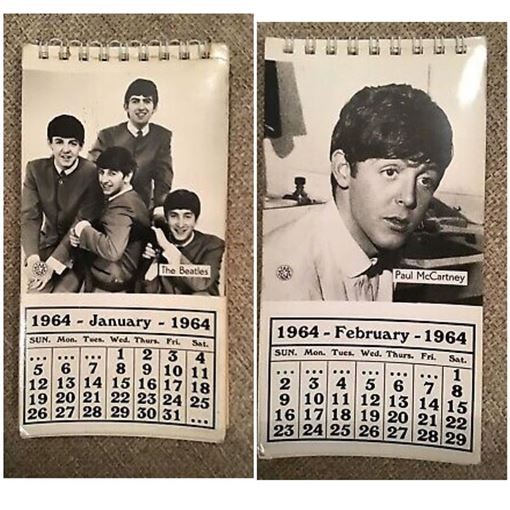 The Beatles
1964 - January - 1964
SUN. Mon. Tues. Wed. Thurs. Fri. Sat.
... ... ... 1 2 3 4
5 6 7 8 9 10 11
12 13 14 15 16 17 18
19 20 21 22 23 24 25
26 27 28 29 30 31 ...
Paul McCartney
1964 - February - 1964
SUN. Mon. Tues. Wed. Thurs. Fri. Sat.
... ... ... ... ... ... 1
2 3 4 5 6 7 8
9 10 11 12 13 14 15
16 17 18 19 20 21 22
23 24 25 26 27 28 29